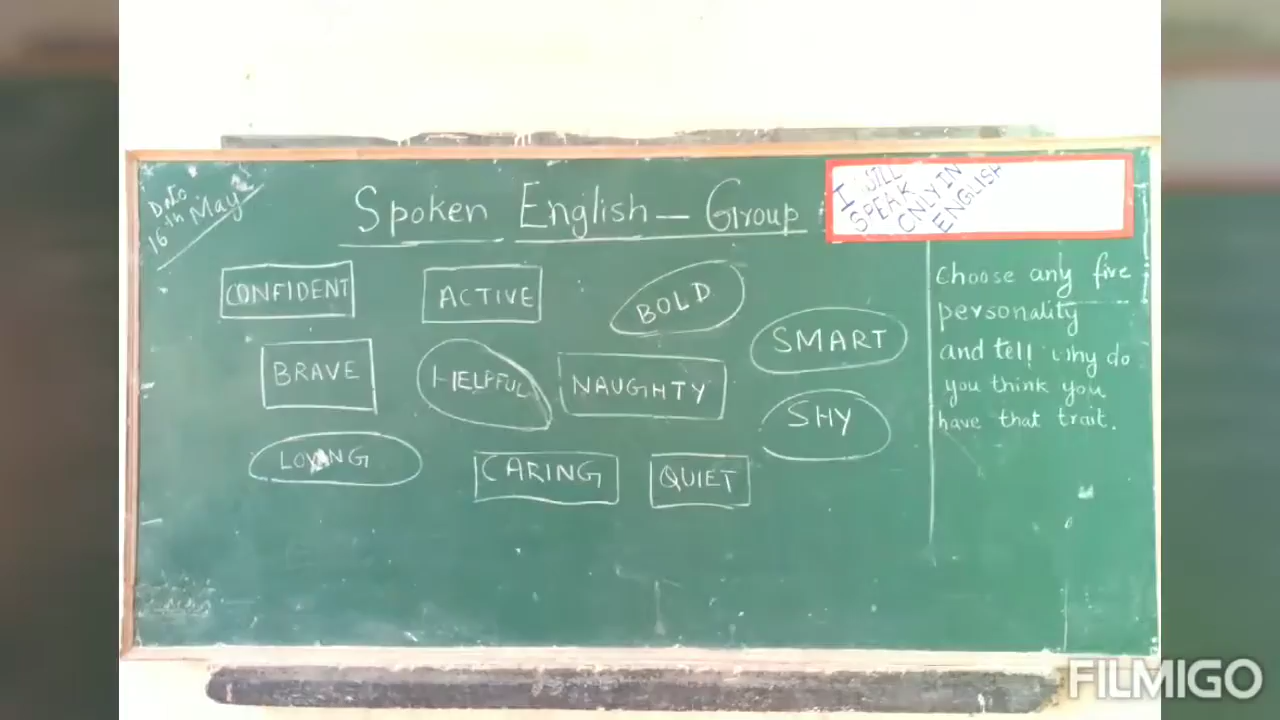 Date
16th May
Spoken English - Group
I WILL
SPEAK
ONLY IN
ENGLISH
CONFIDENT
ACTIVE
BOLD
SMART
BRAVE
HELPFUL
NAUGHTY
SHY
LOVING
CARING
QUIET
Choose any five
personality
and tell why do
you think you
have that trait.
FILMIGO